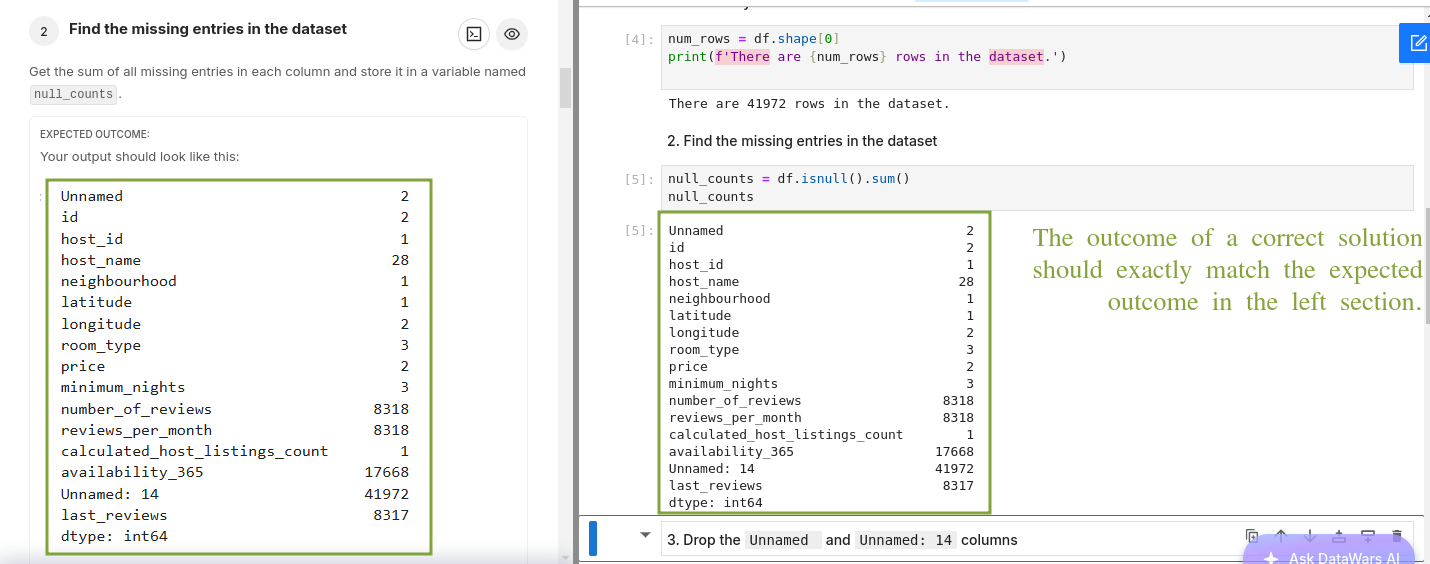 2 Find the missing entries in the dataset
Get the sum of all missing entries in each column and store it in a variable named
null_counts .
EXPECTED OUTCOME:
Your output should look like this:
: Unnamed 2
id 2
host_id 1
host_name 28
neighbourhood 1
latitude 1
longitude 2
room_type 3
price 2
minimum_nights 3
number_of_reviews 8318
reviews_per_month 8318
calculated_host_listings_count 1
availability_365 17668
Unnamed: 14 41972
last_reviews 8317
dtype: int64
[4]: num_rows = df.shape[0]
print(f'There are {num_rows} rows in the dataset.')
There are 41972 rows in the dataset.
2. Find the missing entries in the dataset
[5]: null_counts = df.isnull().sum()
null_counts
[5]: Unnamed 2
id 2
host_id 1
host_name 28
neighbourhood 1
latitude 1
longitude 2
room_type 3
price 2
minimum_nights 3
number_of_reviews 8318
reviews_per_month 8318
calculated_host_listings_count 1
availability_365 17668
Unnamed: 14 41972
last_reviews 8317
dtype: int64
The outcome of a correct solution
should exactly match the expected
outcome in the left section.
3. Drop the Unnamed and Unnamed: 14 columns
Ask DataWars AI